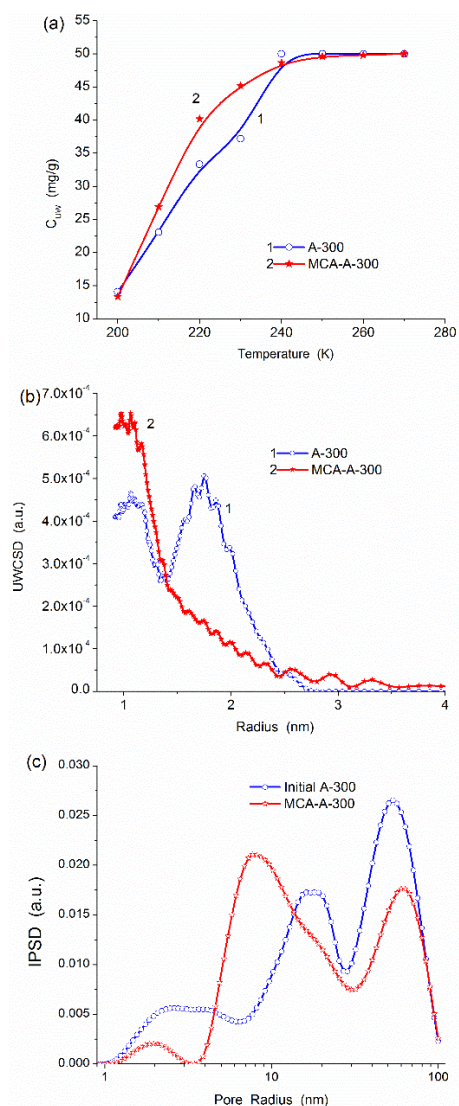 (a)
55
50
45
40
35
30
25
20
15
10
C_uw (mg/g)
2
1
1 A-300
2 MCA-A-300
200 220 240 260 280
Temperature (K)
(b)
7.0x10⁻⁴
6.0x10⁻⁴
5.0x10⁻⁴
4.0x10⁻⁴
3.0x10⁻⁴
2.0x10⁻⁴
1.0x10⁻⁴
0.0
UWCSD (a.u.)
2
1
1 A-300
2 MCA-A-300
1 2 3 4
Radius (nm)
(c)
0.030
0.025
0.020
0.015
0.010
0.005
0.000
IPSD (a.u.)
Initial A-300
MCA-A-300
1 10 100
Pore Radius (nm)